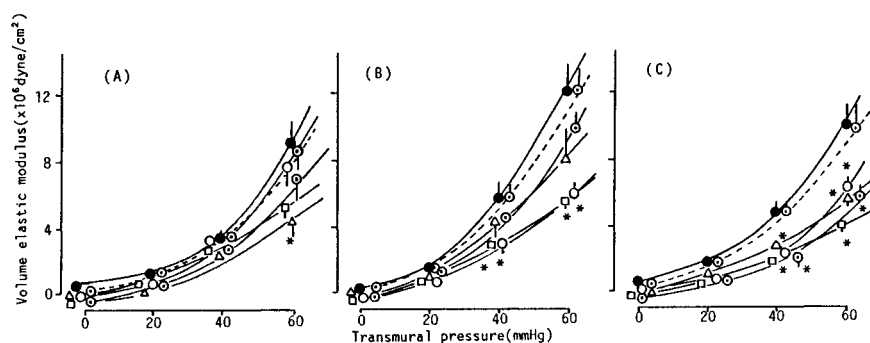 (A)
(B)
(C)
Volume elastic modulus(x10⁶dyne/cm²)
12
8
4
0
*
* * * *
* * * * * *
0 20 40 60
0 20 40 60
0 20 40 60
Transmural pressure(mmHg)